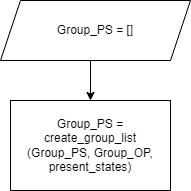 Group_PS = []
Group_PS =
create_group_list
(Group_PS, Group_OP,
present_states)